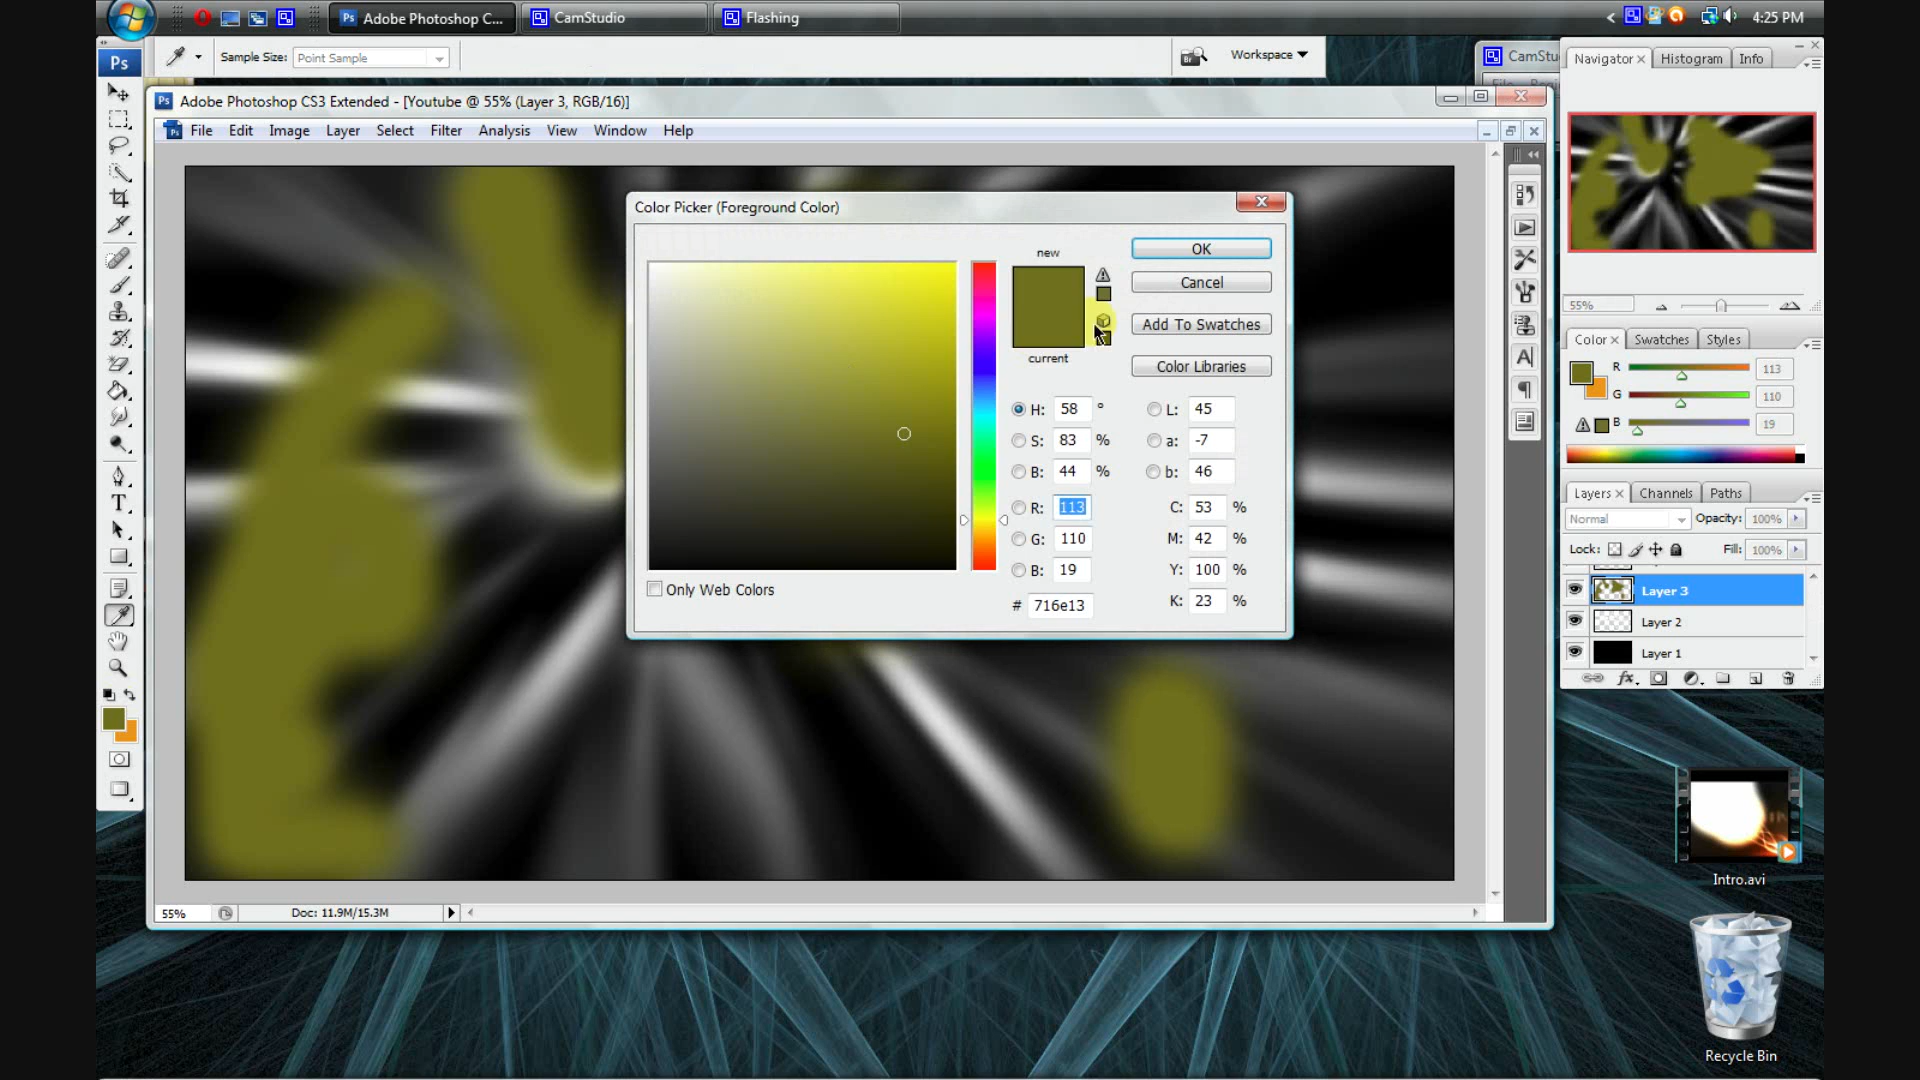 Ps Adobe Photoshop C...
CamStudio
Flashing
4:25 PM
Sample Size: Point Sample
Workspace
CamStu
Navigator
Histogram
Info
Ps
Adobe Photoshop CS3 Extended - [Youtube @ 55% (Layer 3, RGB/16)]
File Edit Image Layer Select Filter Analysis View Window Help
Color Picker (Foreground Color)
new
current
OK
Cancel
Add To Swatches
Color Libraries
H: 58 °
S: 83 %
B: 44 %
R: 113
G: 110
B: 19
# 716e13
L: 45
a: -7
b: 46
C: 53 %
M: 42 %
Y: 100 %
K: 23 %
Only Web Colors
55%
Color
Swatches
Styles
R 113
G 110
B 19
Layers
Channels
Paths
Normal
Opacity: 100%
Lock:
Fill: 100%
Layer 3
Layer 2
Layer 1
55%
Doc: 11.9M/15.3M
Intro.avi
Recycle Bin